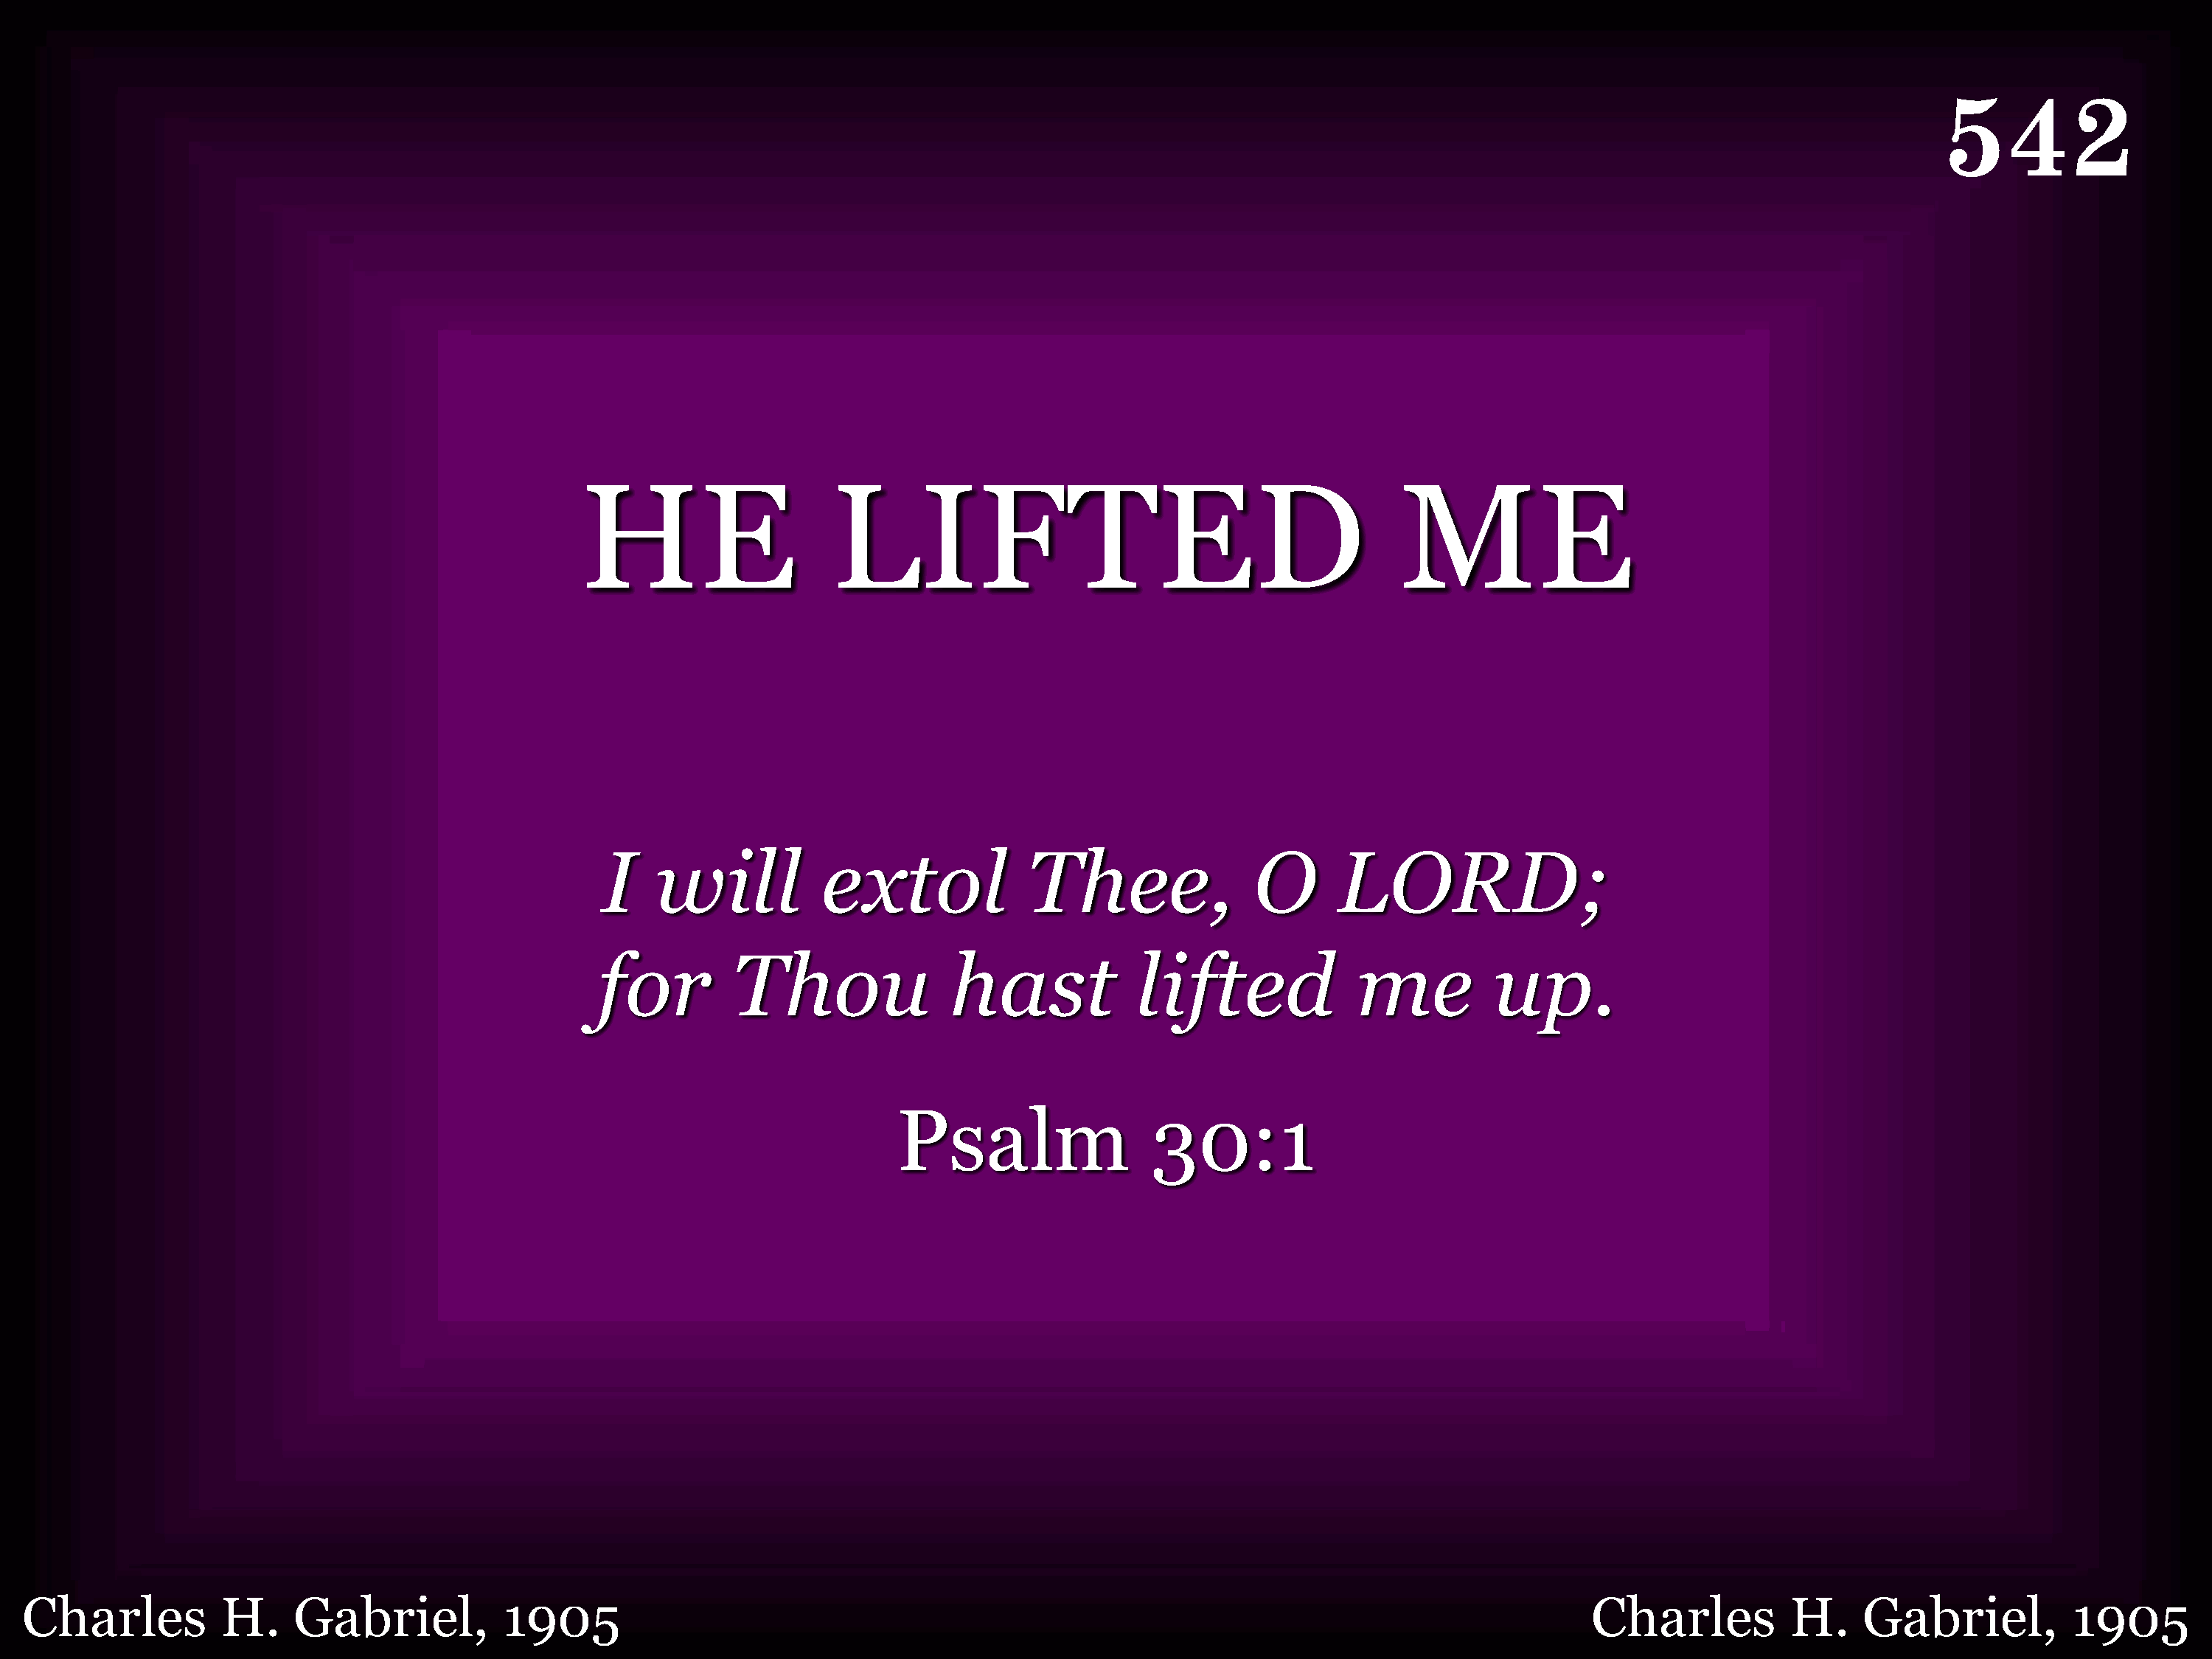 542
HE LIFTED ME
I will extol Thee, O LORD;
for Thou hast lifted me up.
Psalm 30:1
Charles H. Gabriel, 1905
Charles H. Gabriel, 1905